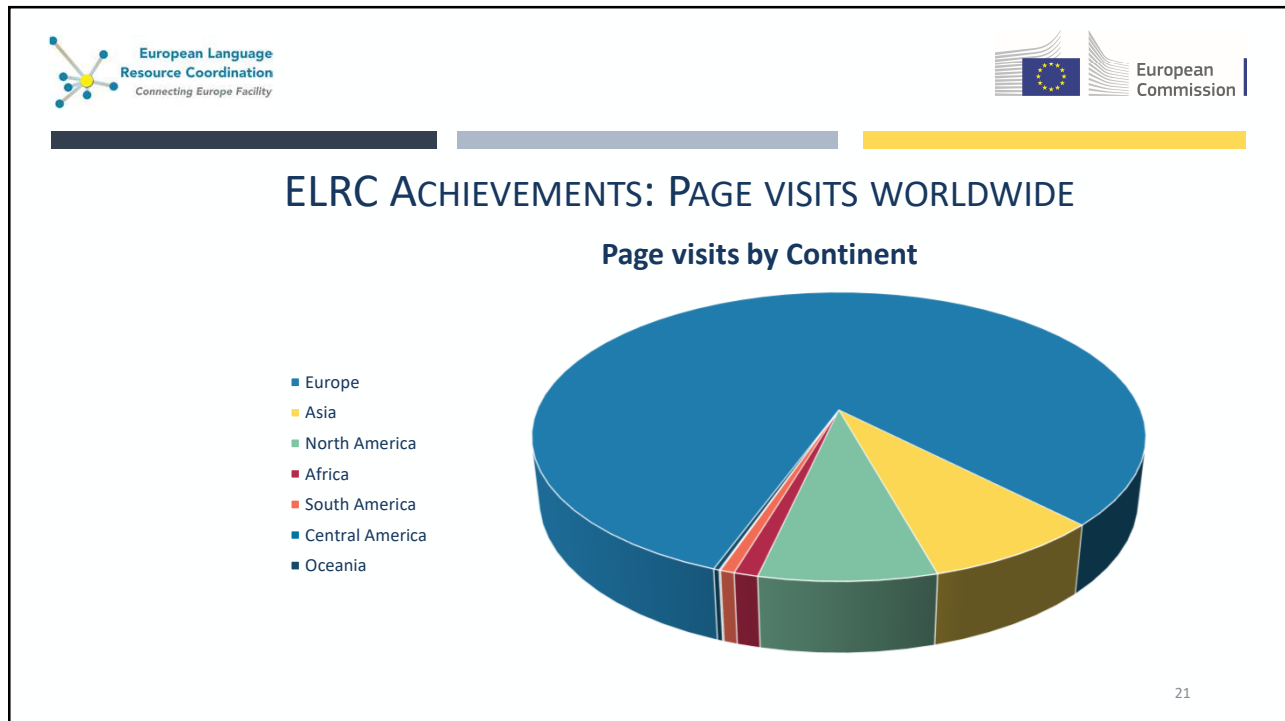 European Language
Resource Coordination
Connecting Europe Facility
European
Commission
ELRC ACHIEVEMENTS: PAGE VISITS WORLDWIDE
Page visits by Continent
Europe
Asia
North America
Africa
South America
Central America
Oceania
21